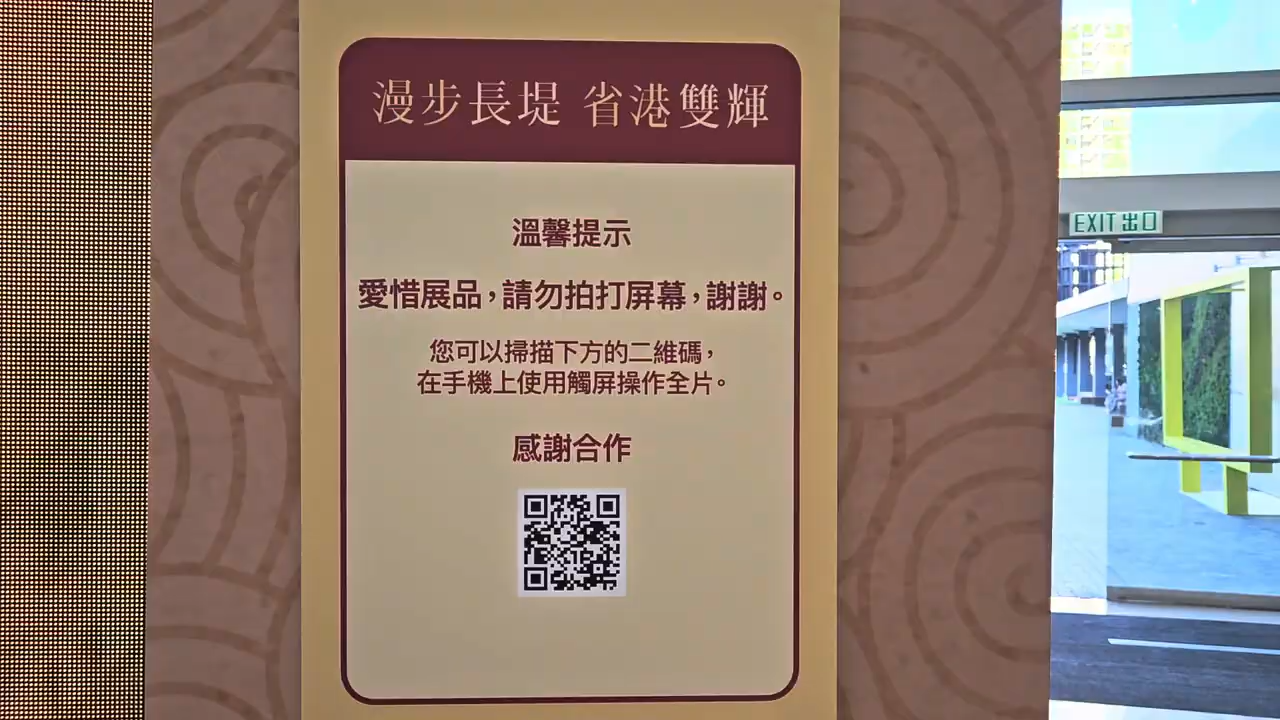 漫步長堤 省港雙輝
溫馨提示
愛惜展品，請勿拍打屏幕，謝謝。
您可以掃描下方的二維碼，
在手機上使用觸屏操作全片。
感謝合作
EXIT 出口